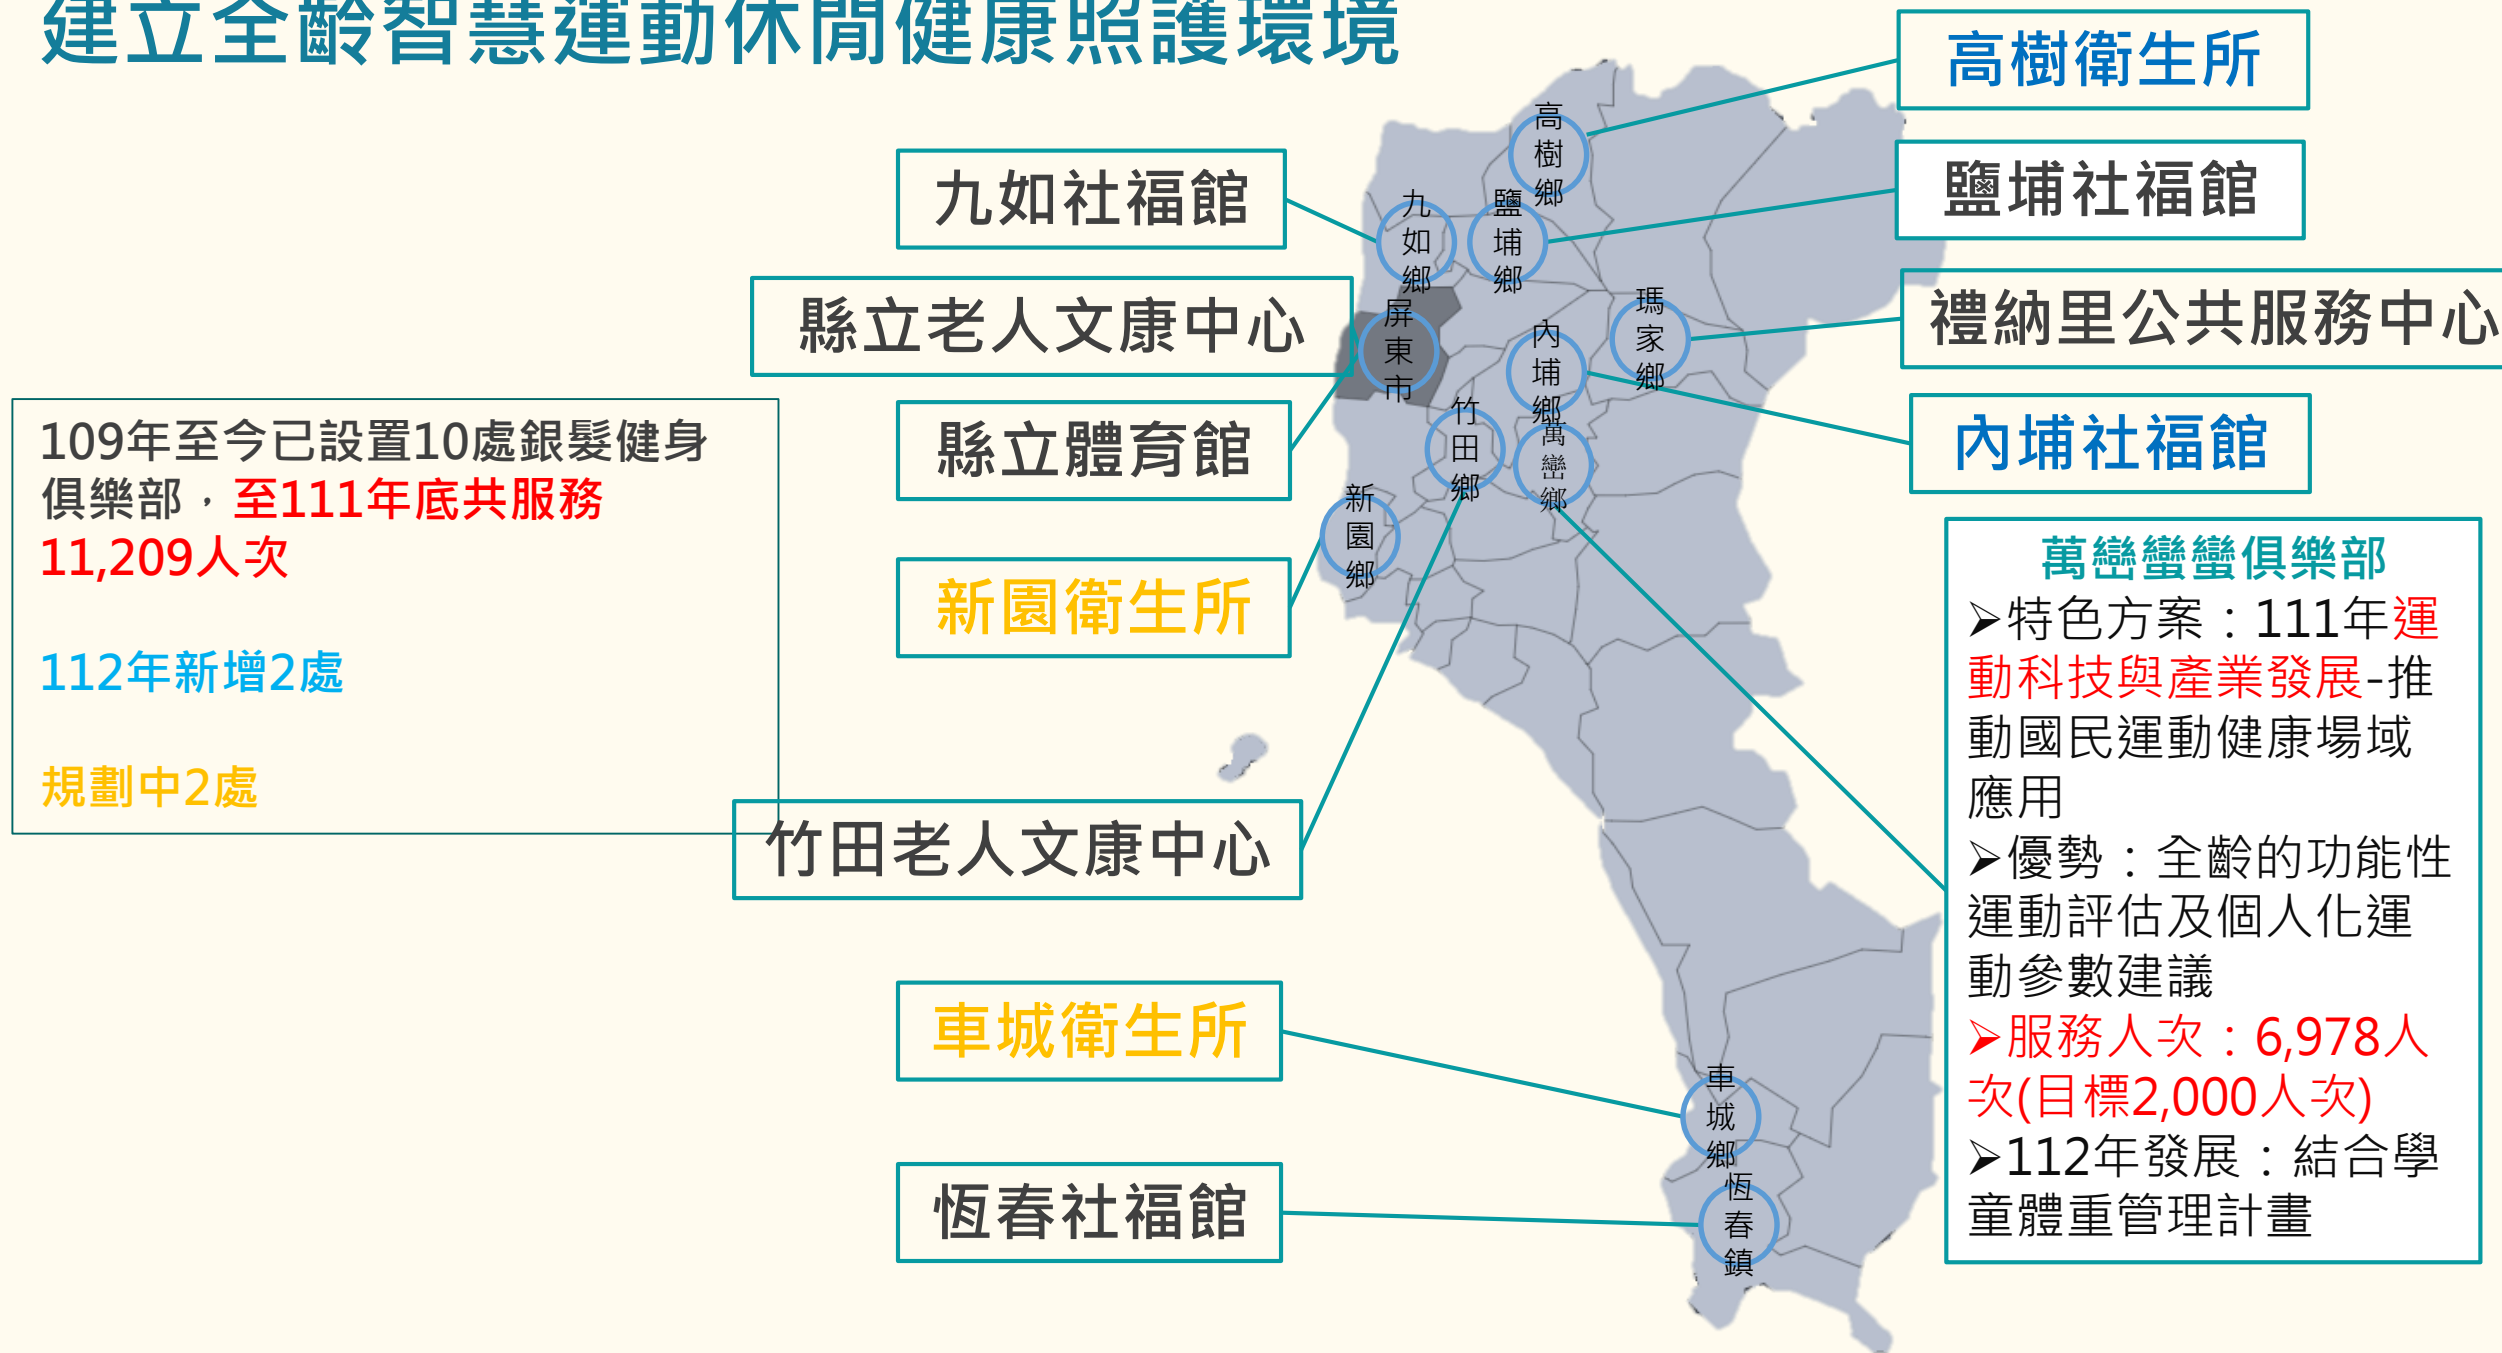 建立全齡智慧運動休閒健康照護環境
高樹衛生所
鹽埔社福館
禮納里公共服務中心
內埔社福館
九如社福館
縣立老人文康中心
縣立體育館
新園衛生所
竹田老人文康中心
車城衛生所
恆春社福館
109年至今已設置10處銀髮健身
俱樂部，至111年底共服務
11,209人次
112年新增2處
規劃中2處
高樹鄉
九如鄉
鹽埔鄉
屏東市
瑪家鄉
內埔鄉
竹田鄉
萬巒鄉
新園鄉
車城鄉
恆春鎮
萬巒蠻蠻俱樂部
➢特色方案：111年運
動科技與產業發展-推
動國民運動健康場域
應用
➢優勢：全齡的功能性
運動評估及個人化運
動參數建議
➢服務人次：6,978人
次(目標2,000人次)
➢112年發展：結合學
童體重管理計畫